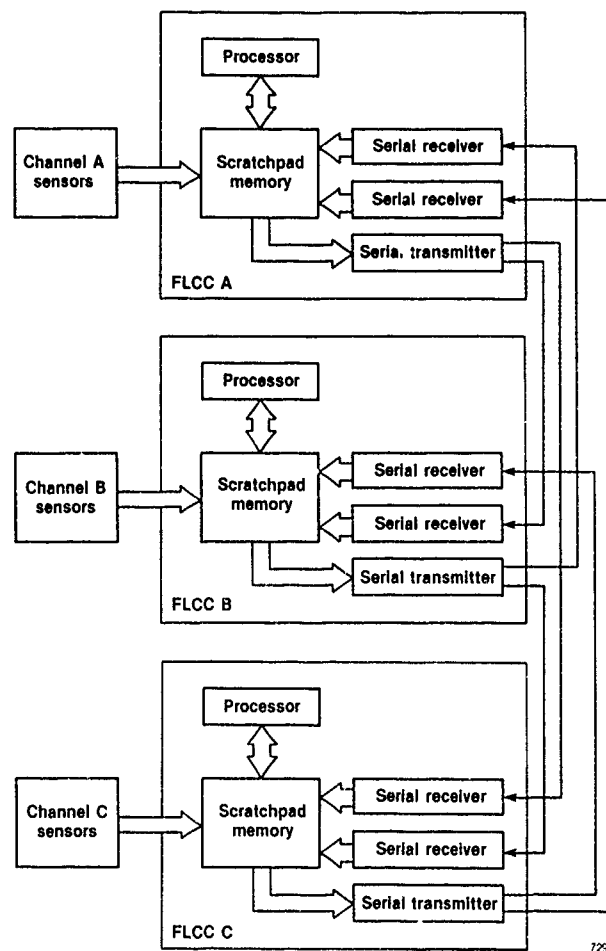 Processor
Channel A
sensors
Scratchpad
memory
Serial receiver
Serial receiver
Seria. transmitter
FLCC A
Processor
Channel B
sensors
Scratchpad
memory
Serial receiver
Serial receiver
Serial transmitter
FLCC B
Processor
Channel C
sensors
Scratchpad
memory
Serial receiver
Serial receiver
Serial transmitter
FLCC C
729